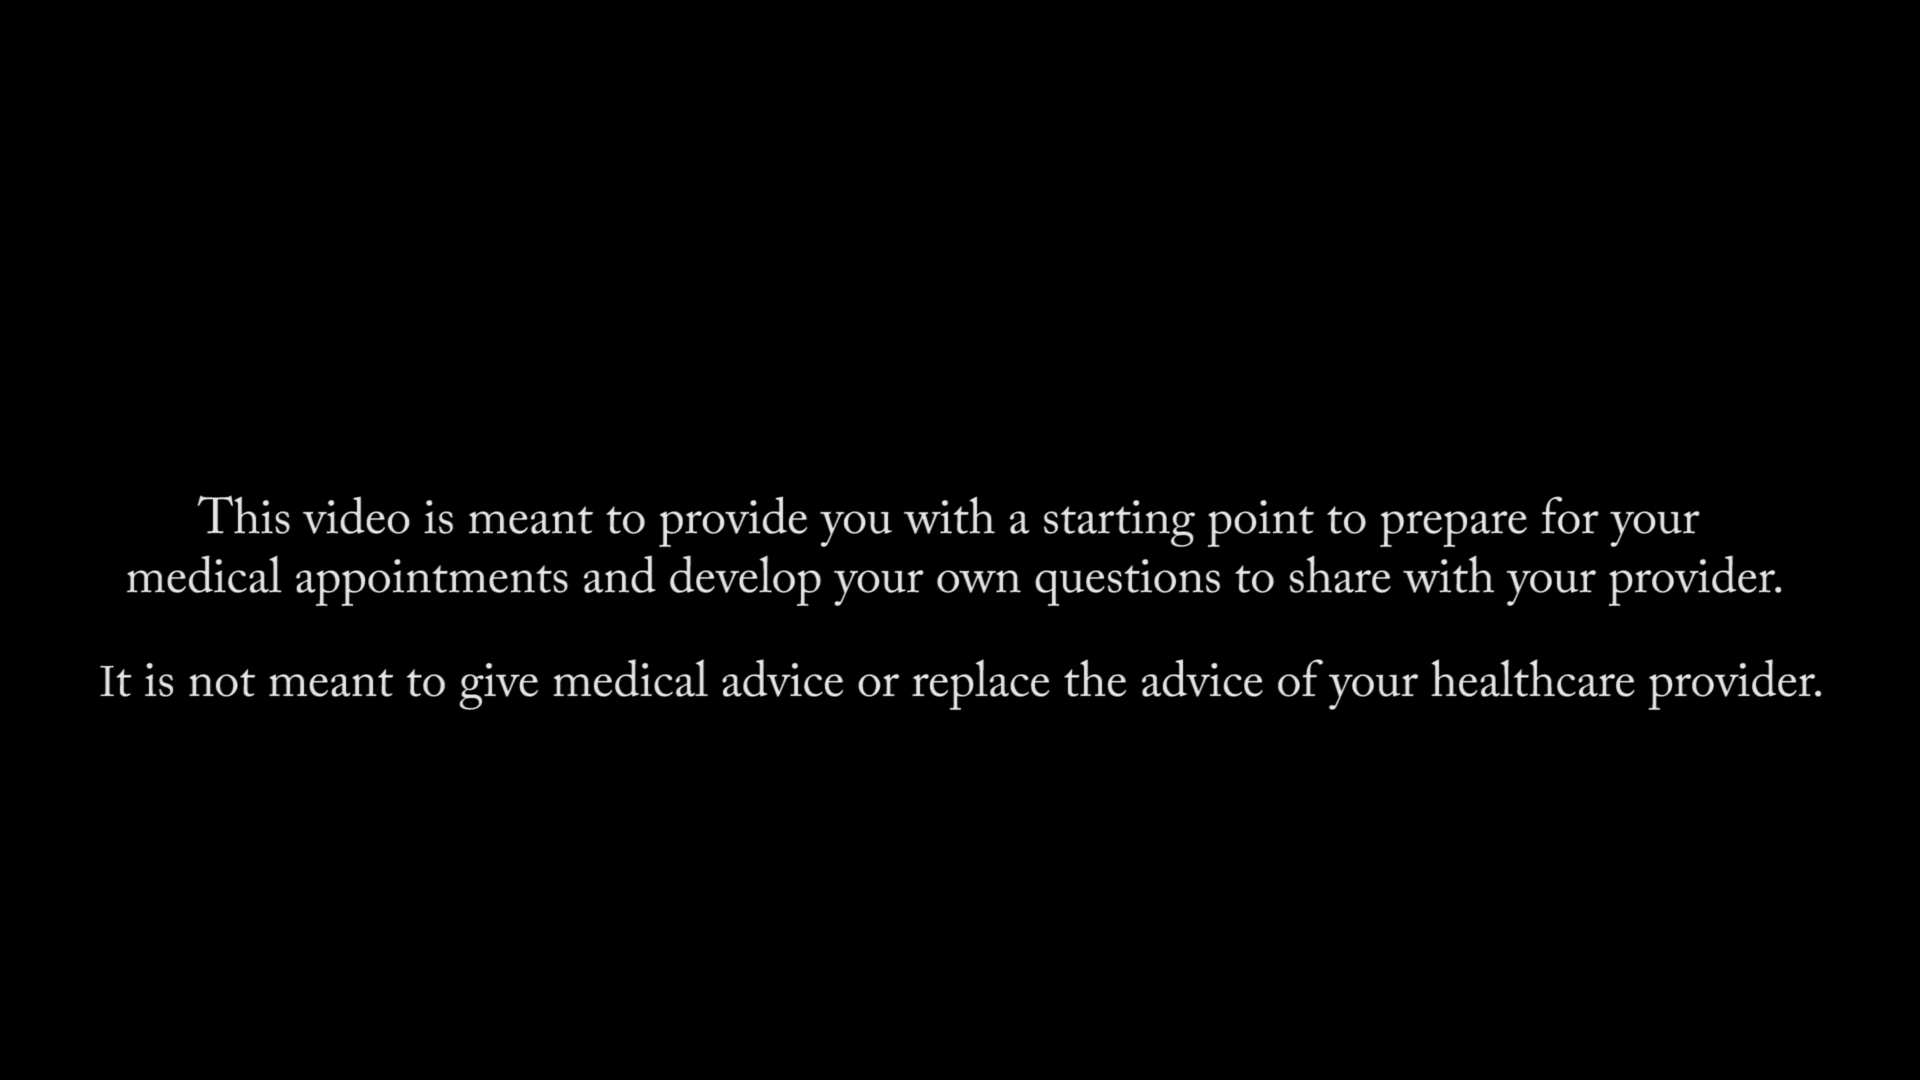 This video is meant to provide you with a starting point to prepare for your
medical appointments and develop your own questions to share with your provider.
It is not meant to give medical advice or replace the advice of your healthcare provider.